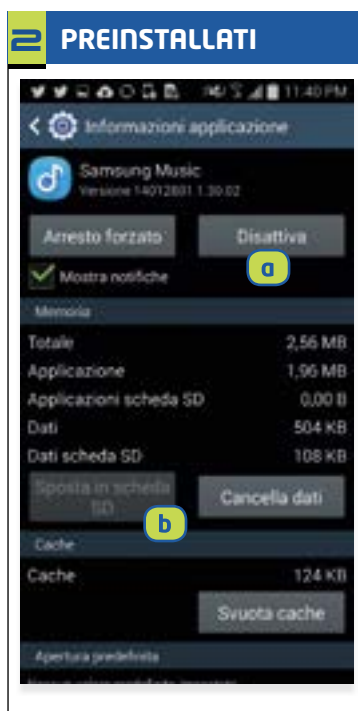 2 PREINSTALLATI
11:40 PM
Informazioni applicazione
Samsung Music
Versione 14012801.1.30.02
Arresto forzato Disattiva
a
Mostra notifiche
Memoria
Totale 2,56 MB
Applicazione 1,96 MB
Applicazioni scheda SD 0,00 B
Dati 504 KB
Dati scheda SD 108 KB
Sposta in scheda
SD
Cancella dati
b
Cache
Cache 124 KB
Svuota cache
Apertura predefinita